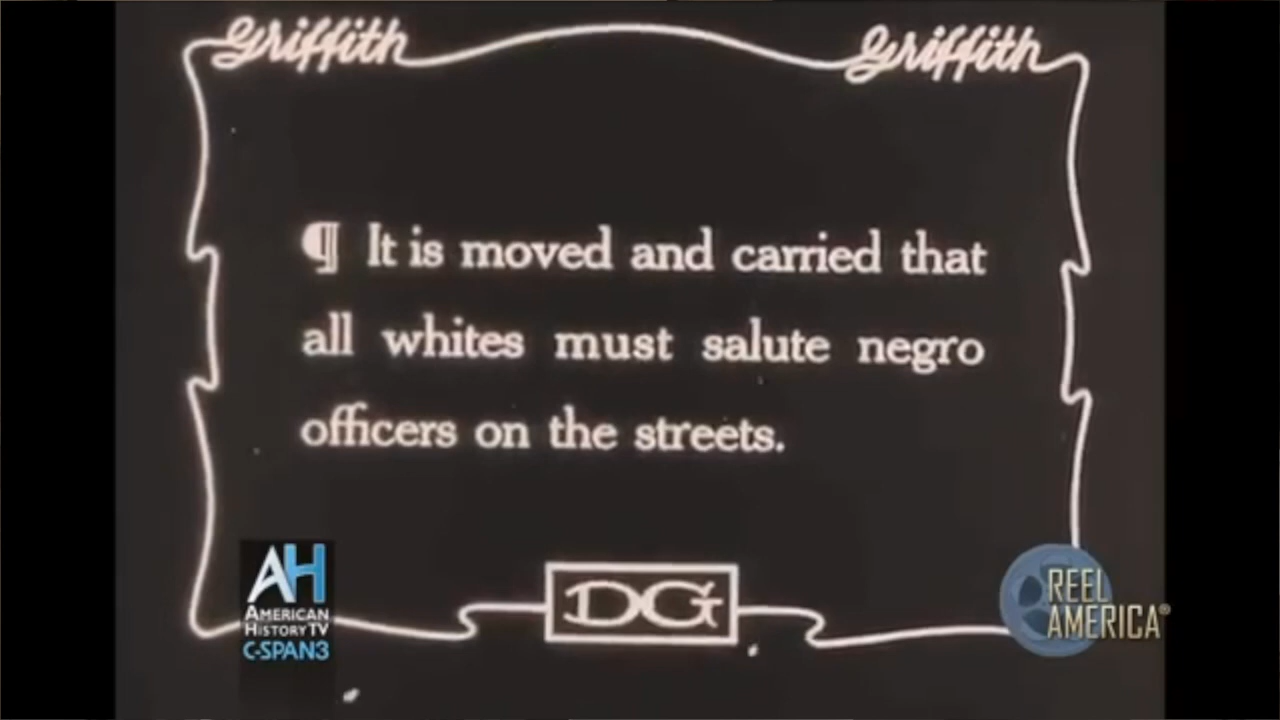 Griffith Griffith
¶ It is moved and carried that
all whites must salute negro
officers on the streets.
DG
AH
AMERICAN
HISTORY TV
C-SPAN3
REEL
AMERICA®